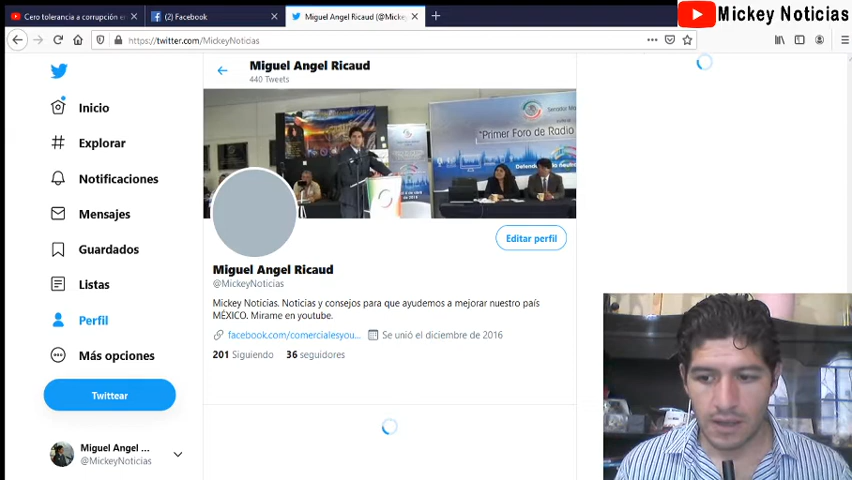 Cero tolerancia a corrupción e
(2) Facebook
Miguel Angel Ricaud (@Micke
Mickey Noticias
https://twitter.com/MickeyNoticias
Miguel Angel Ricaud
440 Tweets
Inicio
Explorar
Notificaciones
Mensajes
Guardados
Listas
Perfil
Más opciones
Twittear
Miguel Angel ...
@MickeyNoticias
"Primer Foro de Radio
Editar perfil
Miguel Angel Ricaud
@MickeyNoticias
Mickey Noticias. Noticias y consejos para que ayudemos a mejorar nuestro país
MÉXICO. Mirame en youtube.
facebook.com/comercialesyou... Se unió el diciembre de 2016
201 Siguiendo 36 seguidores